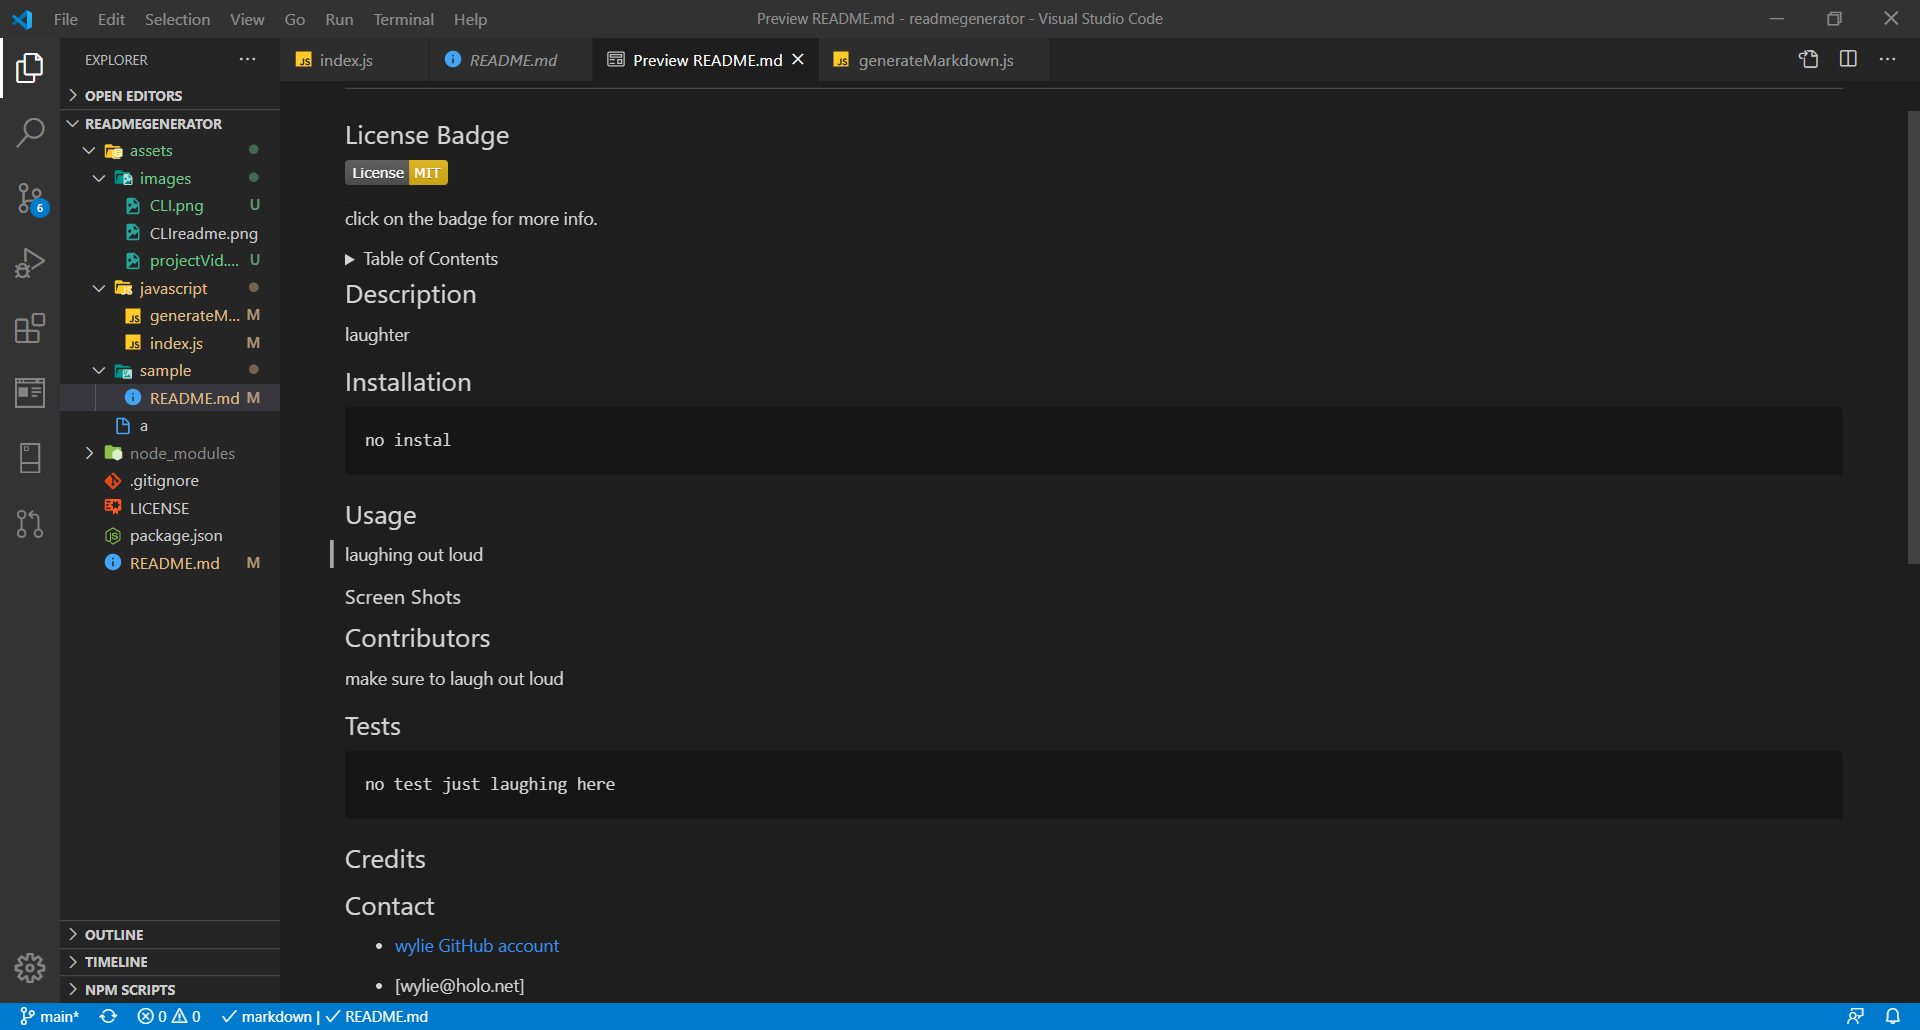 File Edit Selection View Go Run Terminal Help
Preview README.md - readmegenerator - Visual Studio Code
EXPLORER
index.js
README.md
Preview README.md
generateMarkdown.js
OPEN EDITORS
READMEGENERATOR
assets
images
CLI.png U
CLIreadme.png
projectVid.... U
javascript
generateM... M
index.js M
sample
README.md M
a
node_modules
.gitignore
LICENSE
package.json
README.md M
OUTLINE
TIMELINE
NPM SCRIPTS
6
License Badge
License MIT
click on the badge for more info.
Table of Contents
Description
laughter
Installation
no instal
Usage
laughing out loud
Screen Shots
Contributors
make sure to laugh out loud
Tests
no test just laughing here
Credits
Contact
wylie GitHub account
[wylie@holo.net]
main* 0 0 markdown | README.md